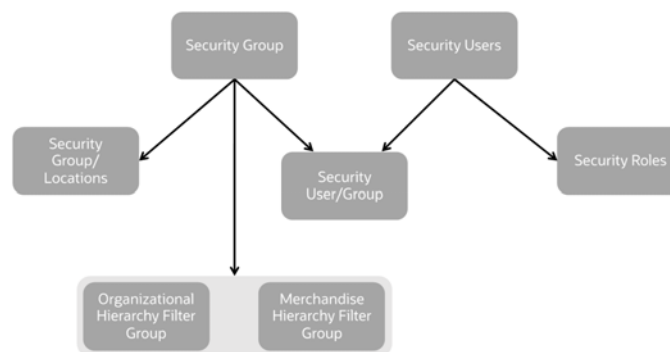 Security Group
Security Users
Security
Group/
Locations
Security
User/Group
Security Roles
Organizational
Hierarchy Filter
Group
Merchandise
Hierarchy Filter
Group